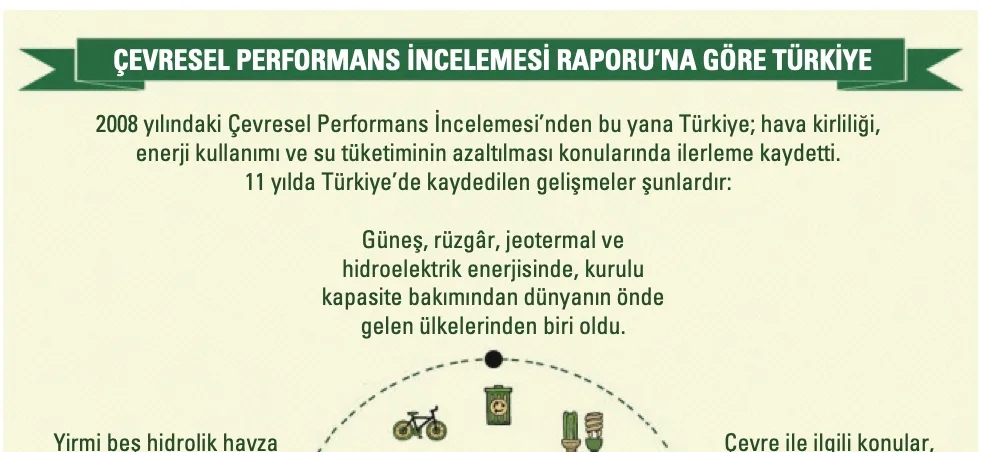 ÇEVRESEL PERFORMANS İNCELEMESİ RAPORU’NA GÖRE TÜRKİYE
2008 yılındaki Çevresel Performans İncelemesi’nden bu yana Türkiye; hava kirliliği,
enerji kullanımı ve su tüketiminin azaltılması konularında ilerleme kaydetti.
11 yılda Türkiye’de kaydedilen gelişmeler şunlardır:
Güneş, rüzgâr, jeotermal ve
hidroelektrik enerjisinde, kurulu
kapasite bakımından dünyanın önde
gelen ülkelerinden biri oldu.
Yirmi beş hidrolik havza
Çevre ile ilgili konular,